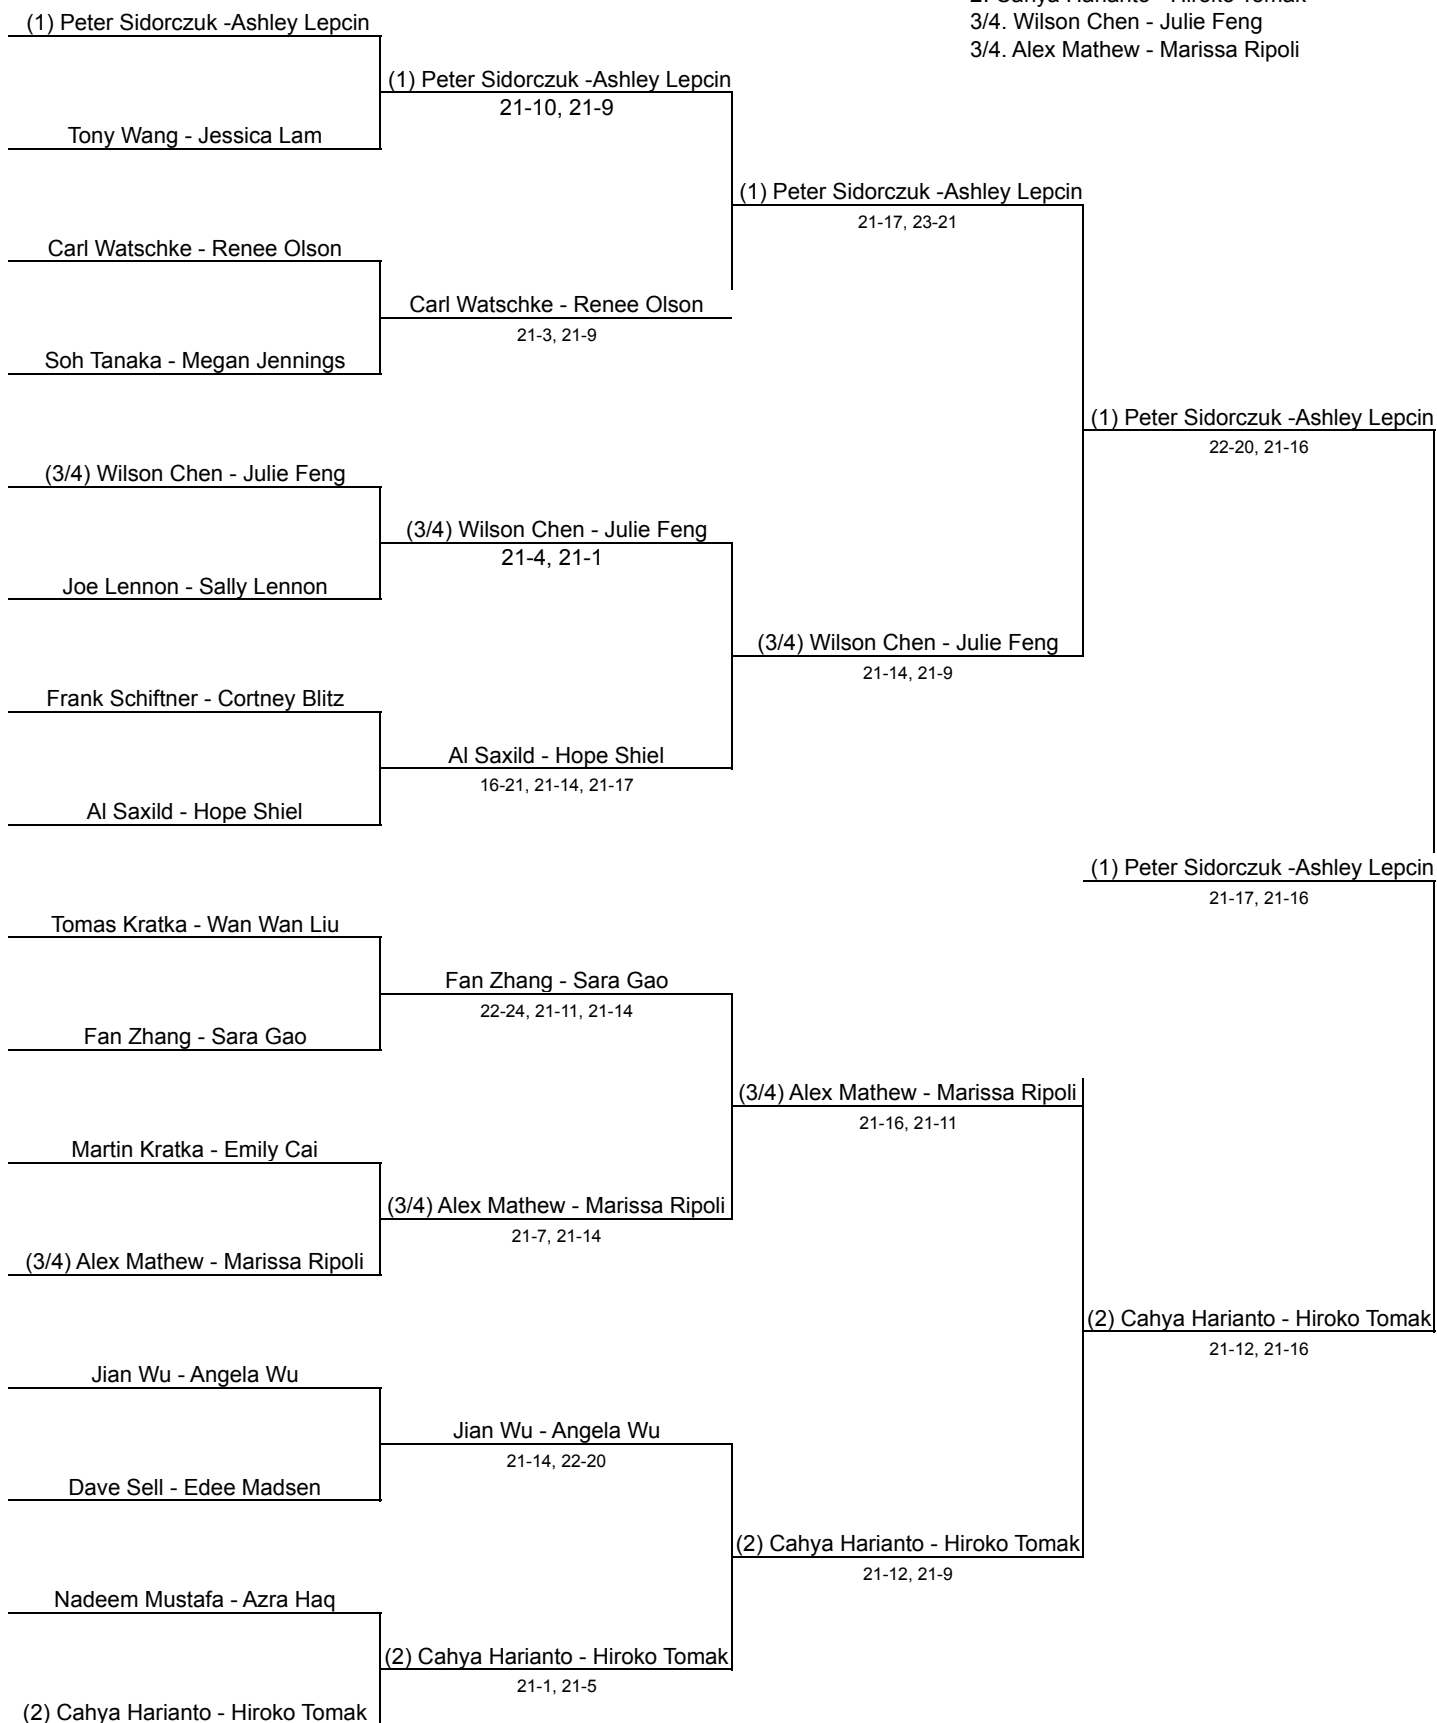 2. Cahya Harianto - Hiroko Tomak
3/4. Wilson Chen - Julie Feng
3/4. Alex Mathew - Marissa Ripoli
(1) Peter Sidorczuk -Ashley Lepcin
(1) Peter Sidorczuk -Ashley Lepcin
21-10, 21-9
Tony Wang - Jessica Lam
(1) Peter Sidorczuk -Ashley Lepcin
21-17, 23-21
Carl Watschke - Renee Olson
Carl Watschke - Renee Olson
21-3, 21-9
Soh Tanaka - Megan Jennings
(1) Peter Sidorczuk -Ashley Lepcin
22-20, 21-16
(3/4) Wilson Chen - Julie Feng
(3/4) Wilson Chen - Julie Feng
21-4, 21-1
Joe Lennon - Sally Lennon
(3/4) Wilson Chen - Julie Feng
21-14, 21-9
Frank Schiftner - Cortney Blitz
Al Saxild - Hope Shiel
16-21, 21-14, 21-17
Al Saxild - Hope Shiel
(1) Peter Sidorczuk -Ashley Lepcin
21-17, 21-16
Tomas Kratka - Wan Wan Liu
Fan Zhang - Sara Gao
22-24, 21-11, 21-14
Fan Zhang - Sara Gao
(3/4) Alex Mathew - Marissa Ripoli
21-16, 21-11
Martin Kratka - Emily Cai
(3/4) Alex Mathew - Marissa Ripoli
21-7, 21-14
(3/4) Alex Mathew - Marissa Ripoli
(2) Cahya Harianto - Hiroko Tomak
21-12, 21-16
Jian Wu - Angela Wu
Jian Wu - Angela Wu
21-14, 22-20
Dave Sell - Edee Madsen
(2) Cahya Harianto - Hiroko Tomak
21-12, 21-9
Nadeem Mustafa - Azra Haq
(2) Cahya Harianto - Hiroko Tomak
21-1, 21-5
(2) Cahya Harianto - Hiroko Tomak